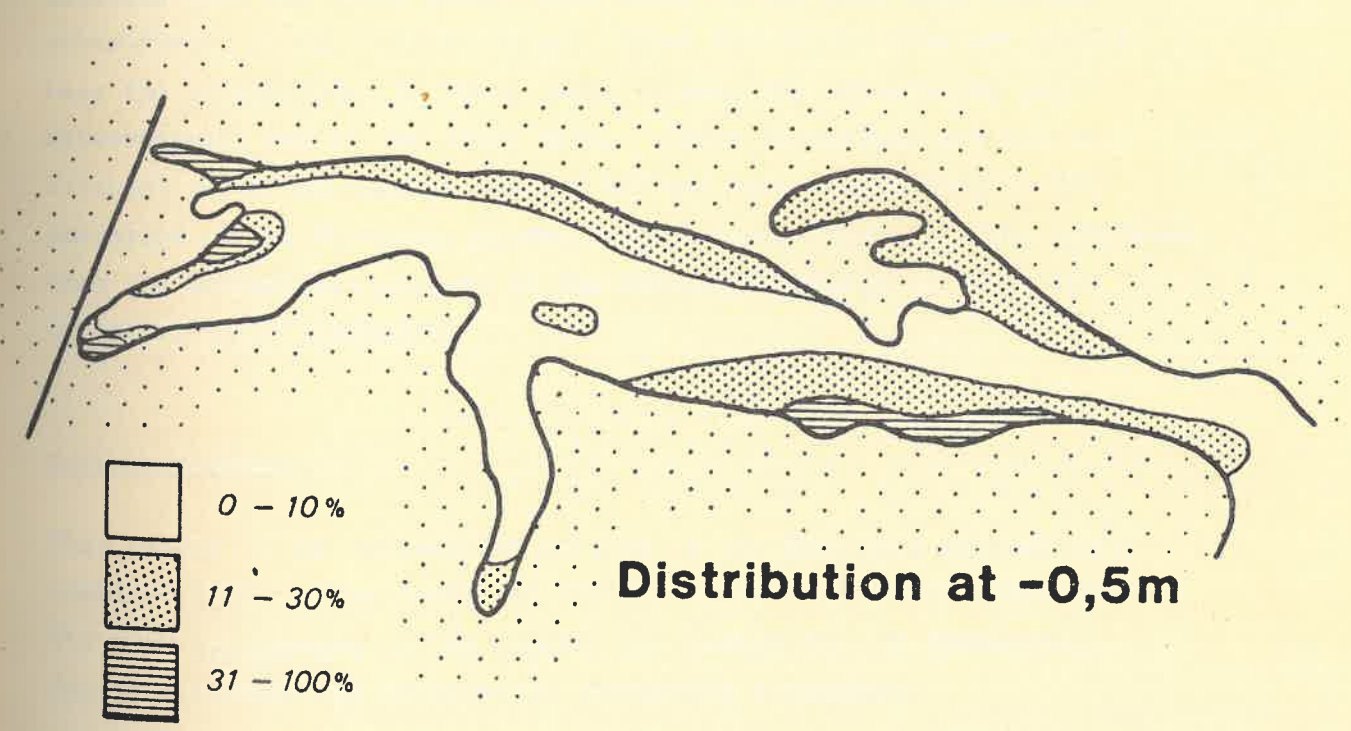 0 – 10%
11 – 30%
31 – 100%
Distribution at -0,5m